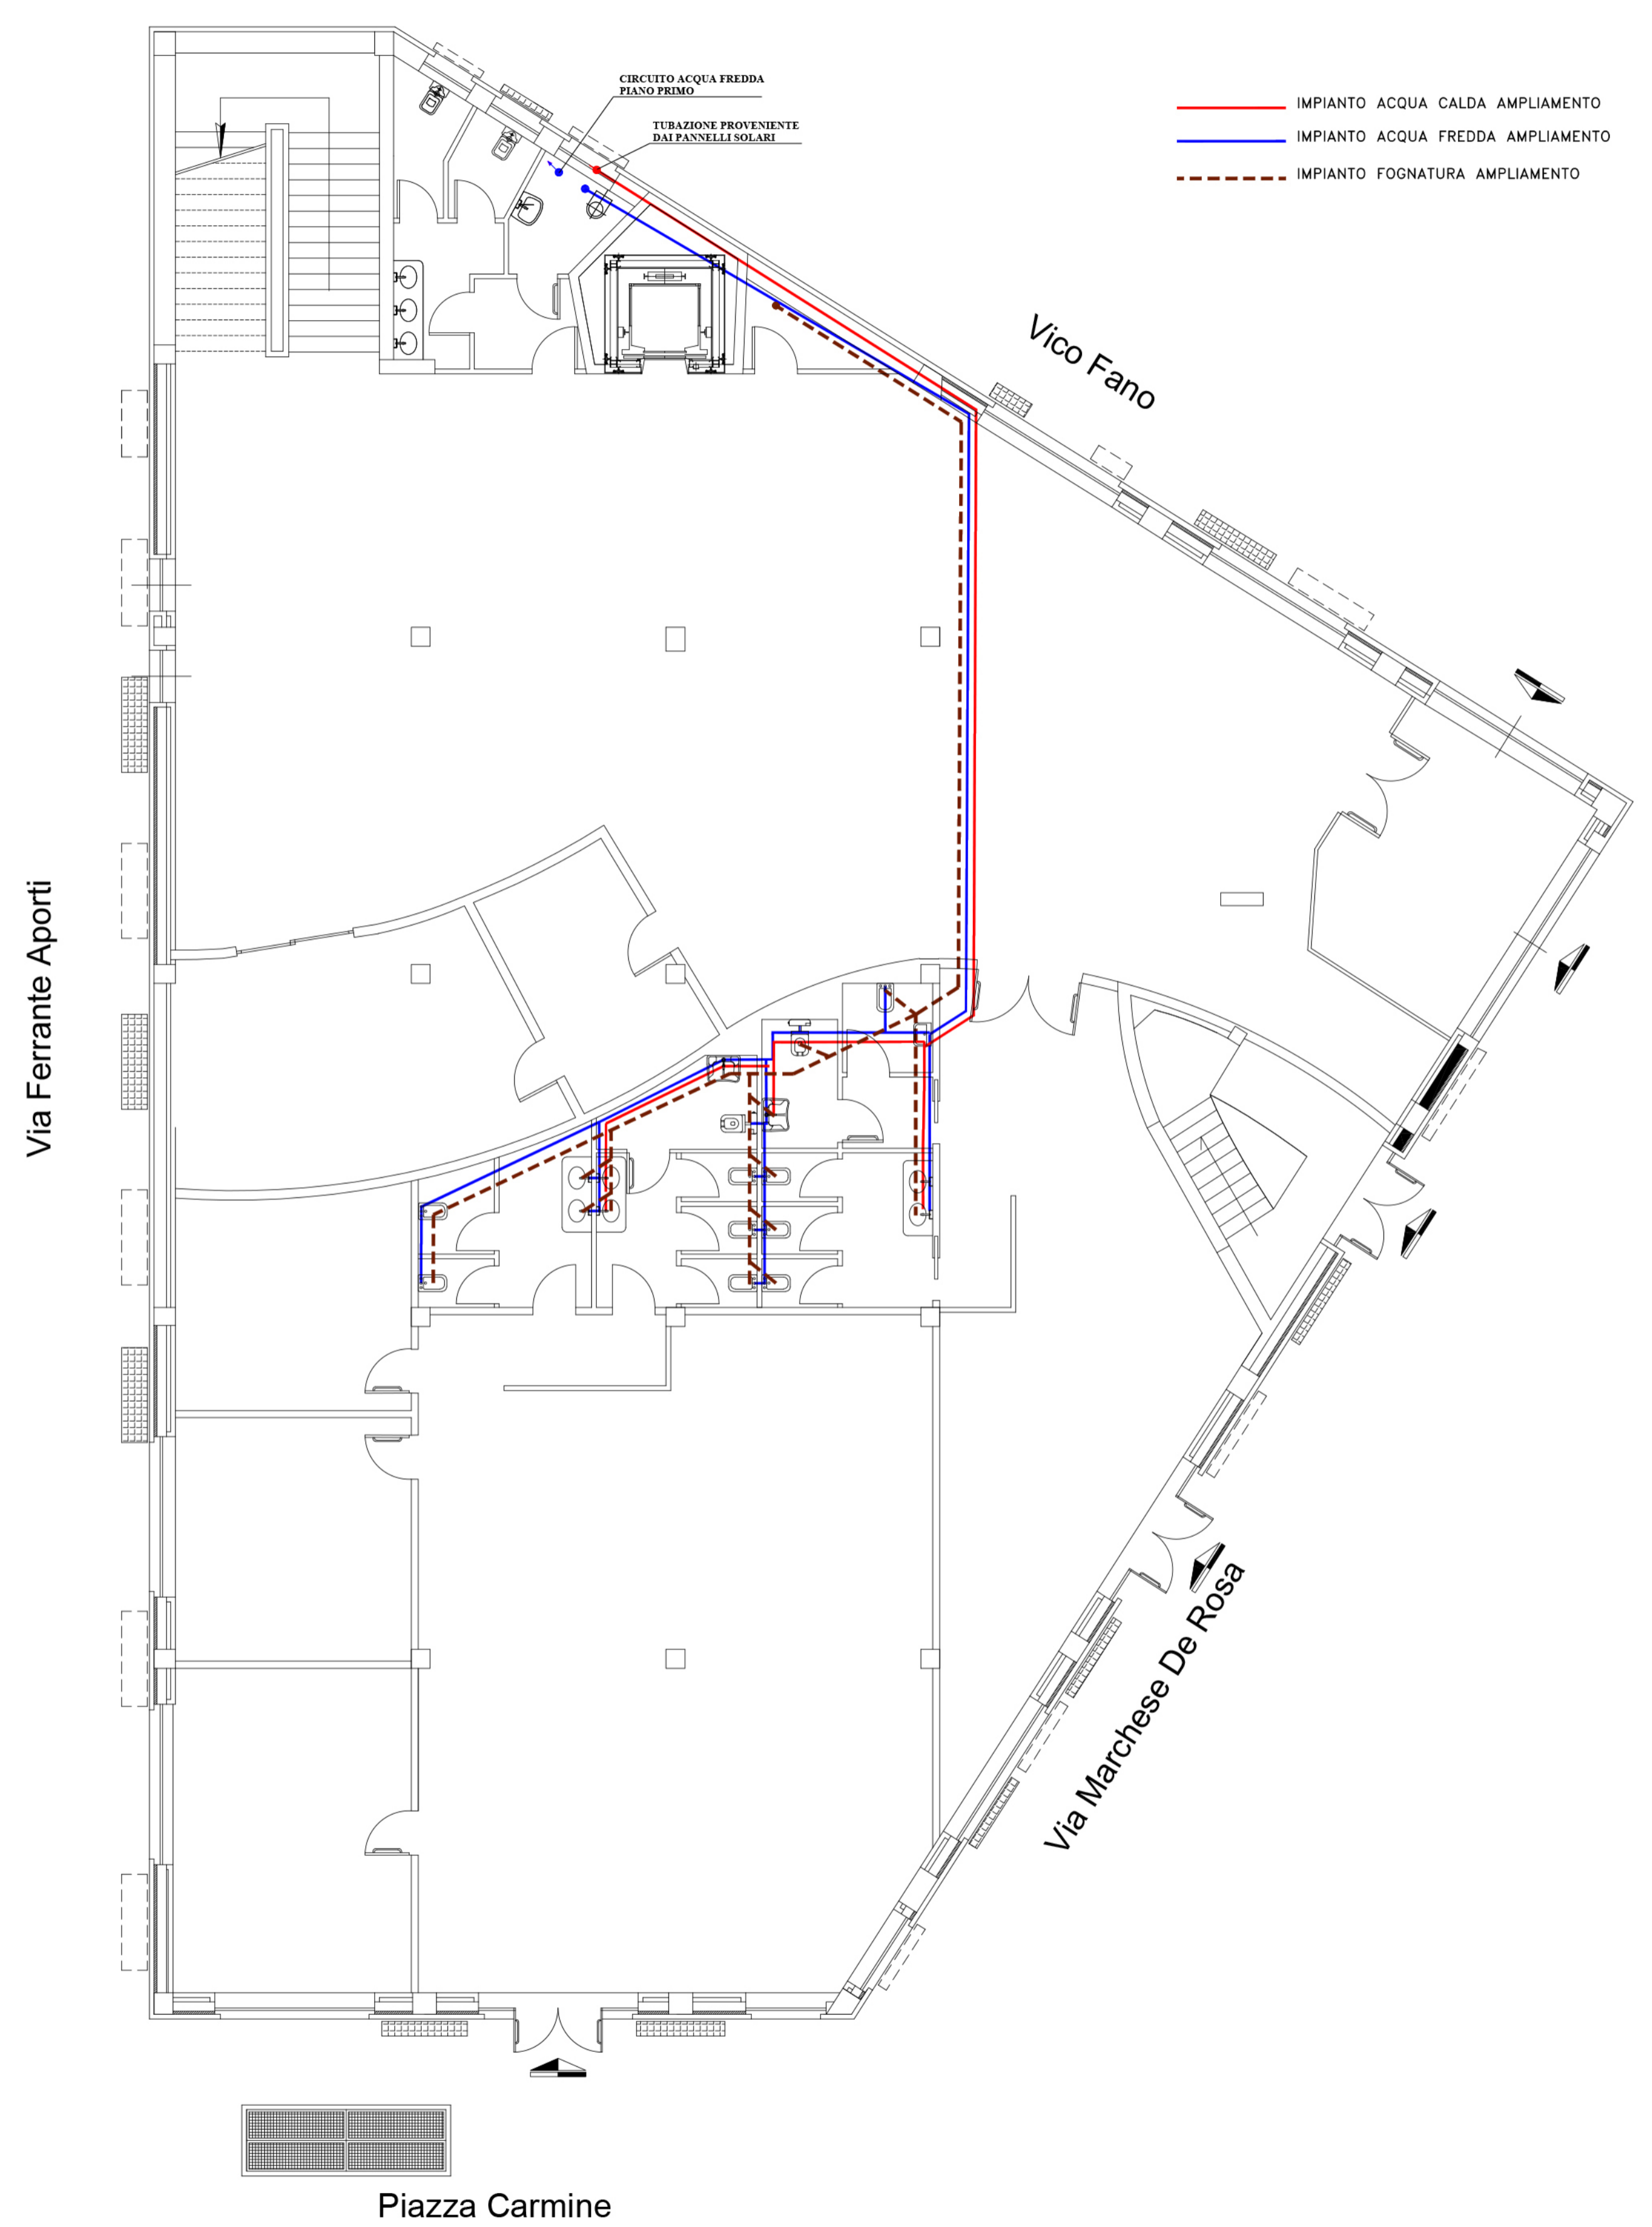 CIRCUITO ACQUA FREDDA
PIANO PRIMO
TUBAZIONE PROVENIENTE
DAI PANNELLI SOLARI
IMPIANTO ACQUA CALDA AMPLIAMENTO
IMPIANTO ACQUA FREDDA AMPLIAMENTO
IMPIANTO FOGNATURA AMPLIAMENTO
Vico Fano
Via Ferrante Aporti
Via Marchese De Rosa
Piazza Carmine